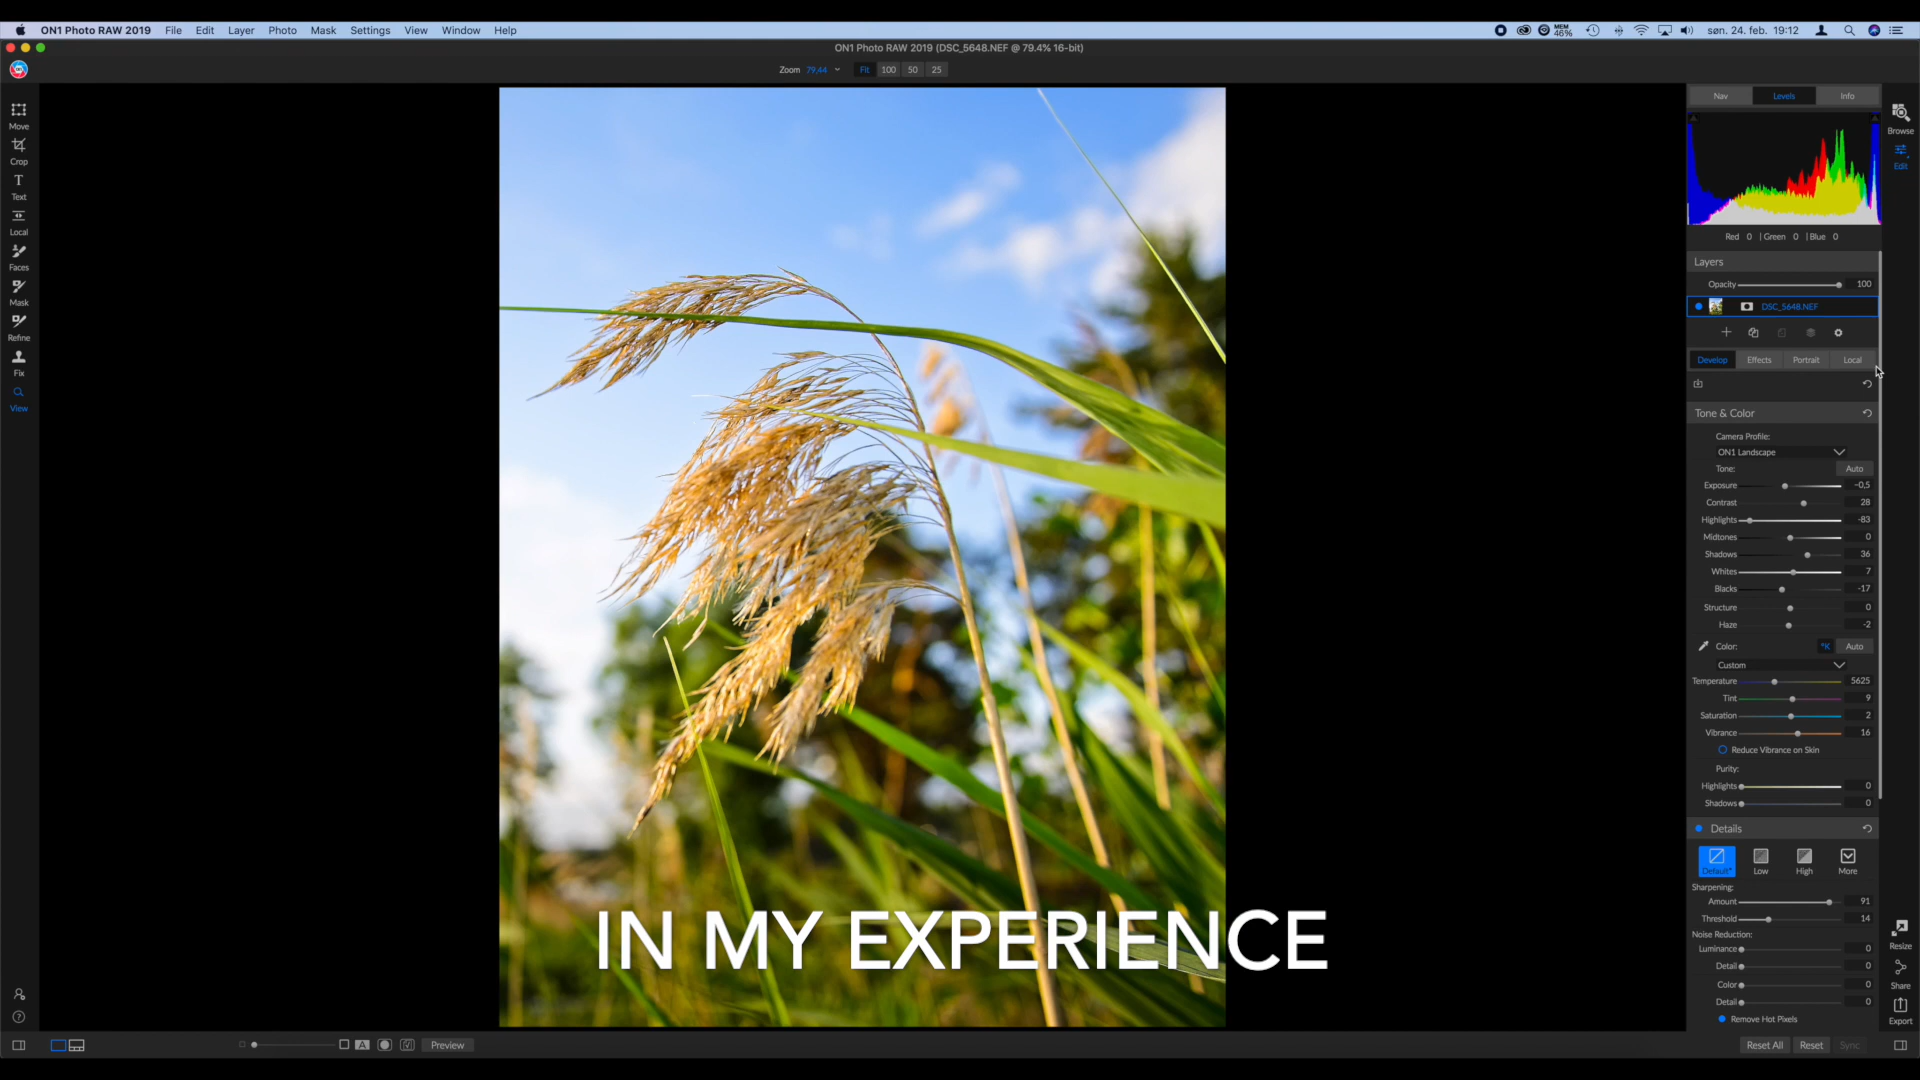 ON1 Photo RAW 2019 File Edit Layer Photo Mask Settings View Window Help MEM 46% søn. 24. feb. 19:12
ON1 Photo RAW 2019 (DSC_5648.NEF @ 79.4% 16-bit)
Zoom 79,44 Fit 100 50 25
Move
Crop
Text
Local
Faces
Mask
Refine
Fix
View
IN MY EXPERIENCE
Nav Levels Info
Red 0 | Green 0 | Blue 0
Layers
Opacity 100
DSC_5648.NEF
Develop Effects Portrait Local
Tone & Color
Camera Profile:
ON1 Landscape
Tone: Auto
Exposure -0,5
Contrast 28
Highlights -83
Midtones 0
Shadows 36
Whites 7
Blacks -17
Structure 0
Haze -2
Color: °K Auto
Custom
Temperature 5625
Tint 9
Saturation 2
Vibrance 16
Reduce Vibrance on Skin
Purity:
Highlights 0
Shadows 0
Details
Default* Low High More
Sharpening:
Amount 91
Threshold 14
Noise Reduction:
Luminance 0
Detail 0
Color 0
Detail 0
Remove Hot Pixels
Browse
Edit
Resize
Share
Export
A Preview Reset All Reset Sync